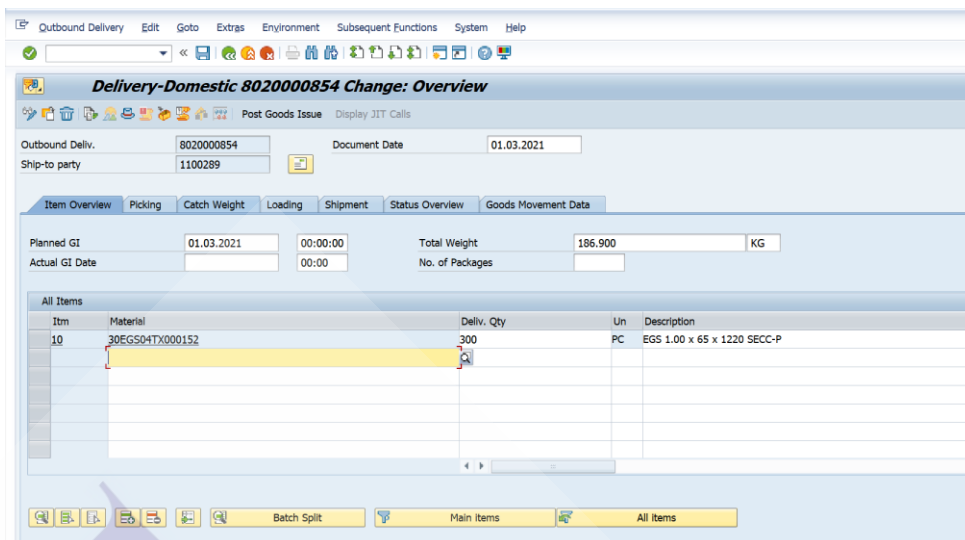 Outbound Delivery Edit Goto Extras Environment Subsequent Functions System Help
Delivery-Domestic 8020000854 Change: Overview
Post Goods Issue Display JIT Calls
Outbound Deliv. 8020000854 Document Date 01.03.2021
Ship-to party 1100289
Item Overview Picking Catch Weight Loading Shipment Status Overview Goods Movement Data
Planned GI 01.03.2021 00:00:00 Total Weight 186.900 KG
Actual GI Date 00:00 No. of Packages
All Items
Itm Material Deliv. Qty Un Description
10 30EGS04TX000152 300 PC EGS 1.00 x 65 x 1220 SECC-P
Batch Split Main Items All Items